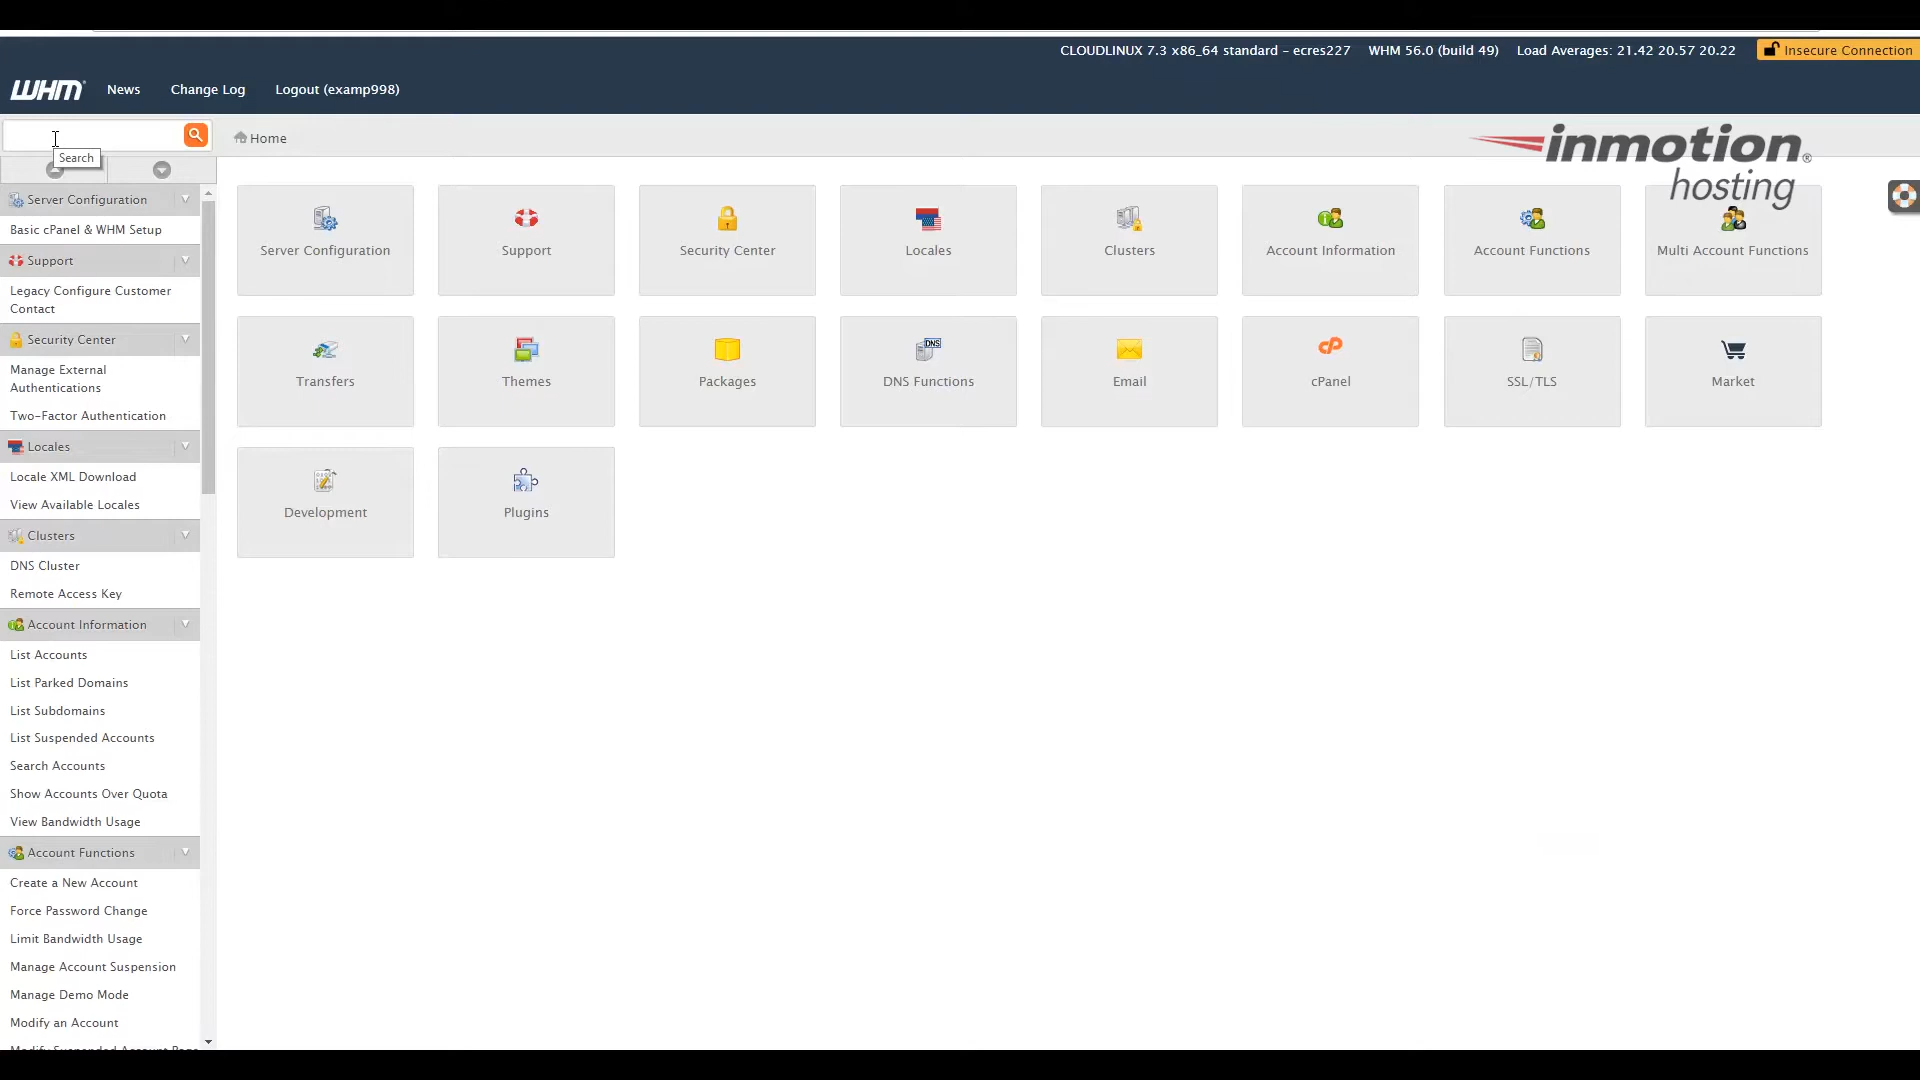 CLOUDLINUX 7.3 x86_64 standard - ecres227 WHM 56.0 (build 49) Load Averages: 21.42 20.57 20.22 Insecure Connection
WHM News Change Log Logout (examp998)
Home
inmotion®
hosting
Search
Server Configuration
Basic cPanel & WHM Setup
Support
Legacy Configure Customer
Contact
Security Center
Manage External
Authentications
Two-Factor Authentication
Locales
Locale XML Download
View Available Locales
Clusters
DNS Cluster
Remote Access Key
Account Information
List Accounts
List Parked Domains
List Subdomains
List Suspended Accounts
Search Accounts
Show Accounts Over Quota
View Bandwidth Usage
Account Functions
Create a New Account
Force Password Change
Limit Bandwidth Usage
Manage Account Suspension
Manage Demo Mode
Modify an Account
Server Configuration Support Security Center Locales Clusters Account Information Account Functions Multi Account Functions
Transfers Themes Packages DNS DNS Functions Email cP cPanel SSL/TLS Market
Development Plugins